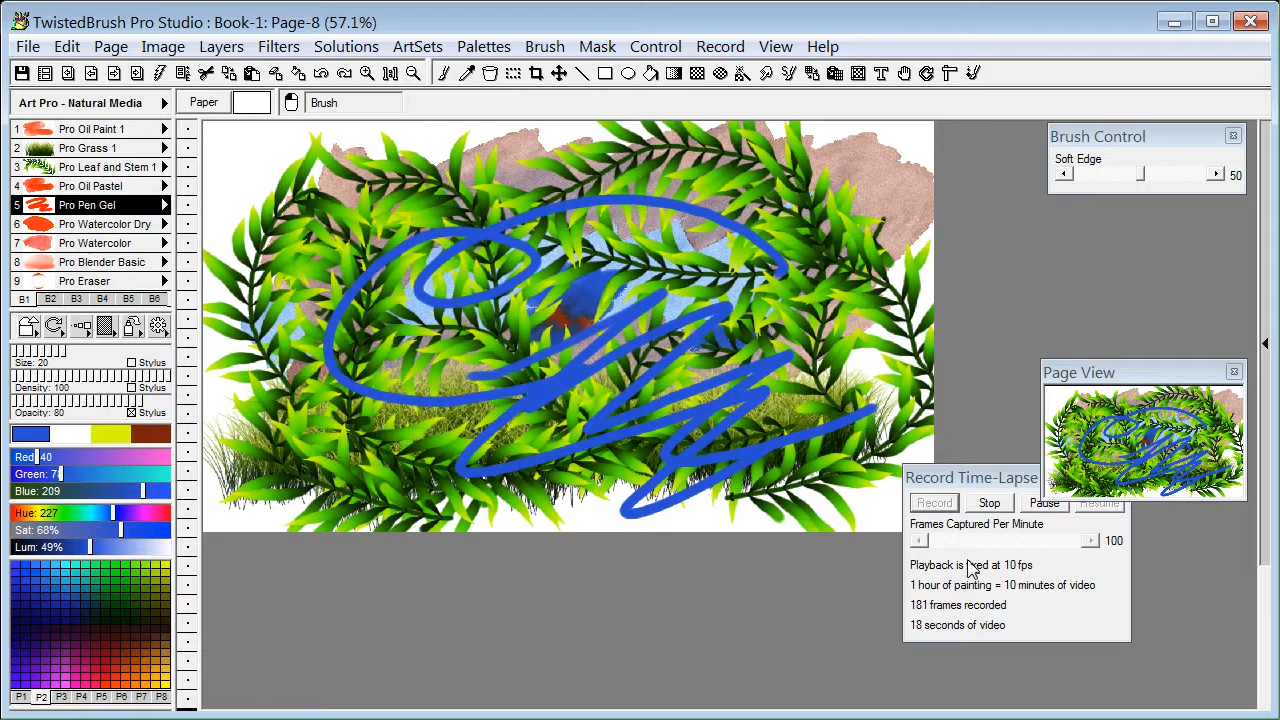 TwistedBrush Pro Studio : Book-1: Page-8 (57.1%)
File Edit Page Image Layers Filters Solutions ArtSets Palettes Brush Mask Control Record View Help
Art Pro - Natural Media
Paper
Brush
1 Pro Oil Paint 1
2 Pro Grass 1
3 Pro Leaf and Stem 1
4 Pro Oil Pastel
5 Pro Pen Gel
6 Pro Watercolor Dry
7 Pro Watercolor
8 Pro Blender Basic
9 Pro Eraser
B1 B2 B3 B4 B5 B6
Size: 20 Stylus
Density: 100 Stylus
Opacity: 80 Stylus
Red: 40
Green:
Blue: 209
Hue: 227
Sat: 68%
Lum: 49%
P1 P2 P3 P4 P5 P6 P7 P8
Brush Control
Soft Edge
50
Page View
Record Time-Lapse
Record Stop Pause Resume
Frames Captured Per Minute
100
Playback is at 10 fps
1 hour of painting = 10 minutes of video
181 frames recorded
18 seconds of video